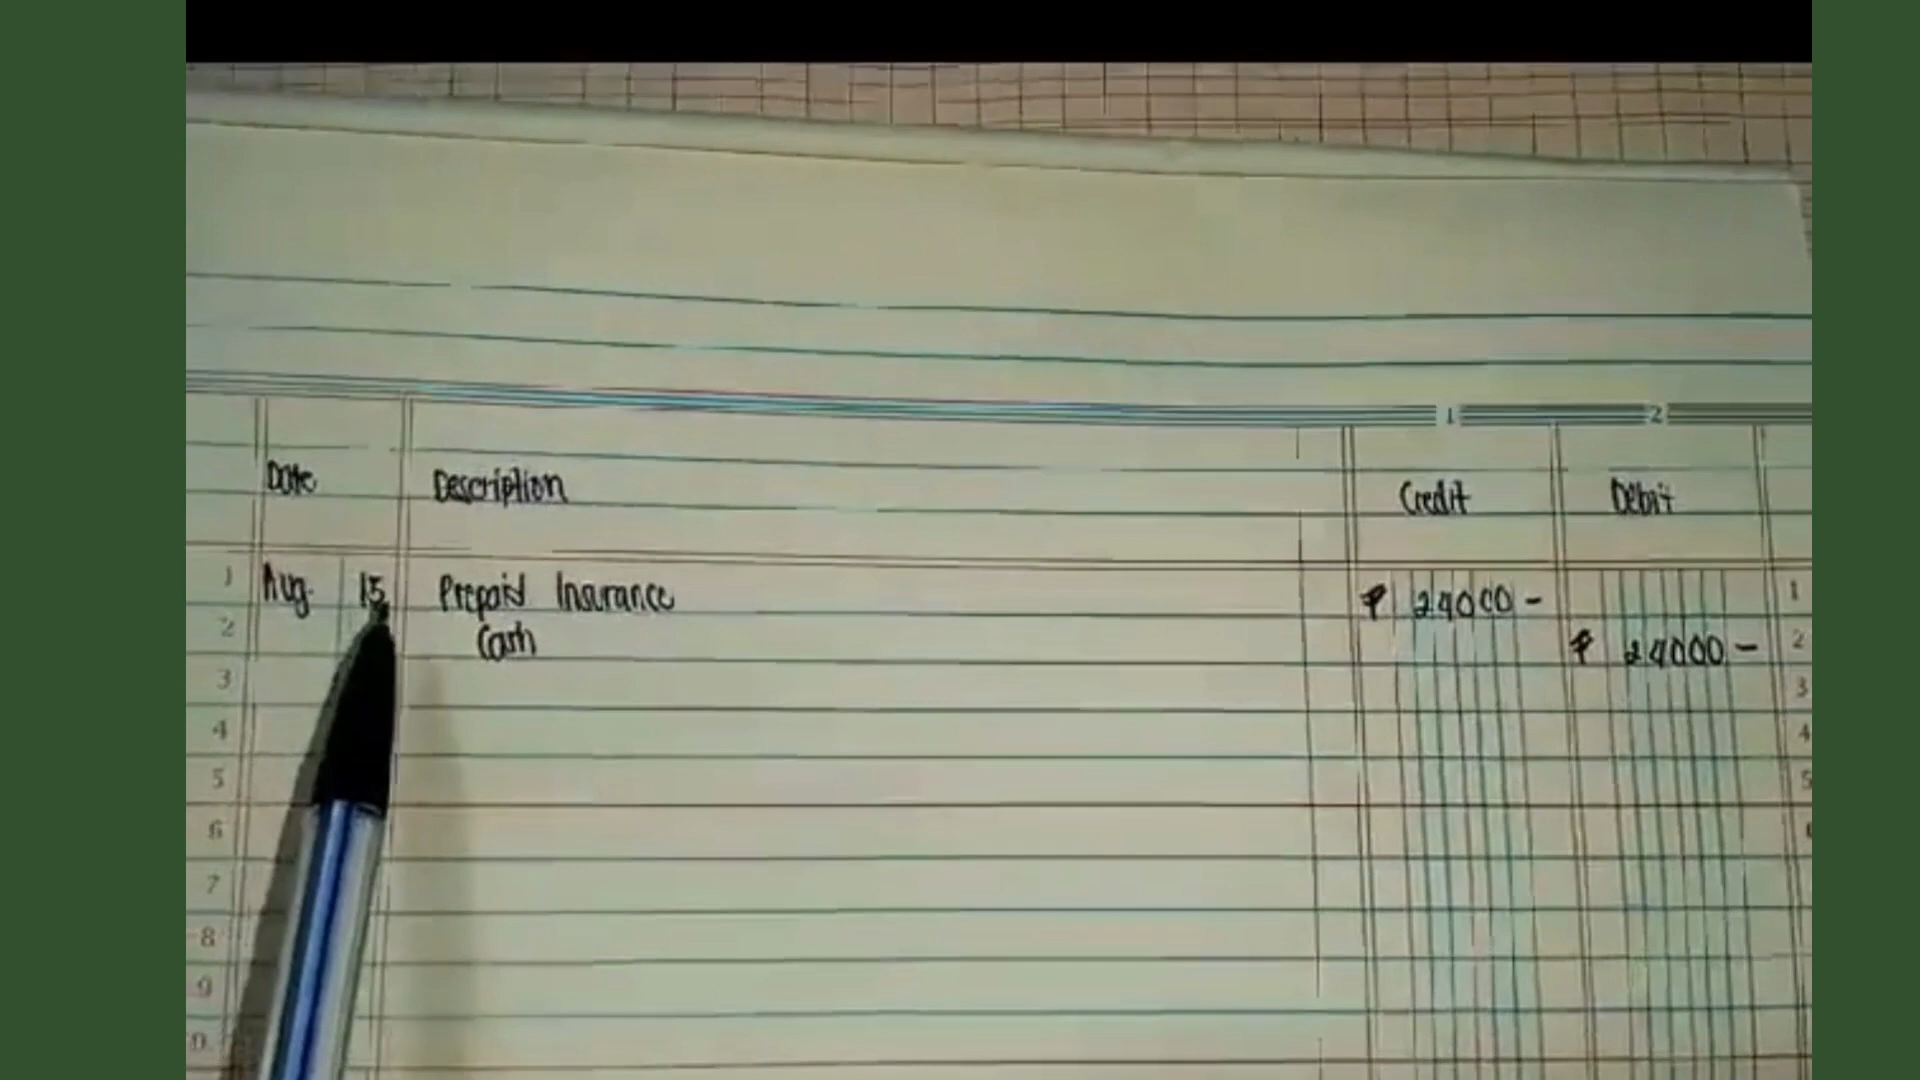 1 2
Date Description Credit Debit
1 Aug. 15 Prepaid Insurance ₱ 24000 - 1
2 Cash ₱ 24000 - 2
3 3
4 4
5 5
6
7
8
9